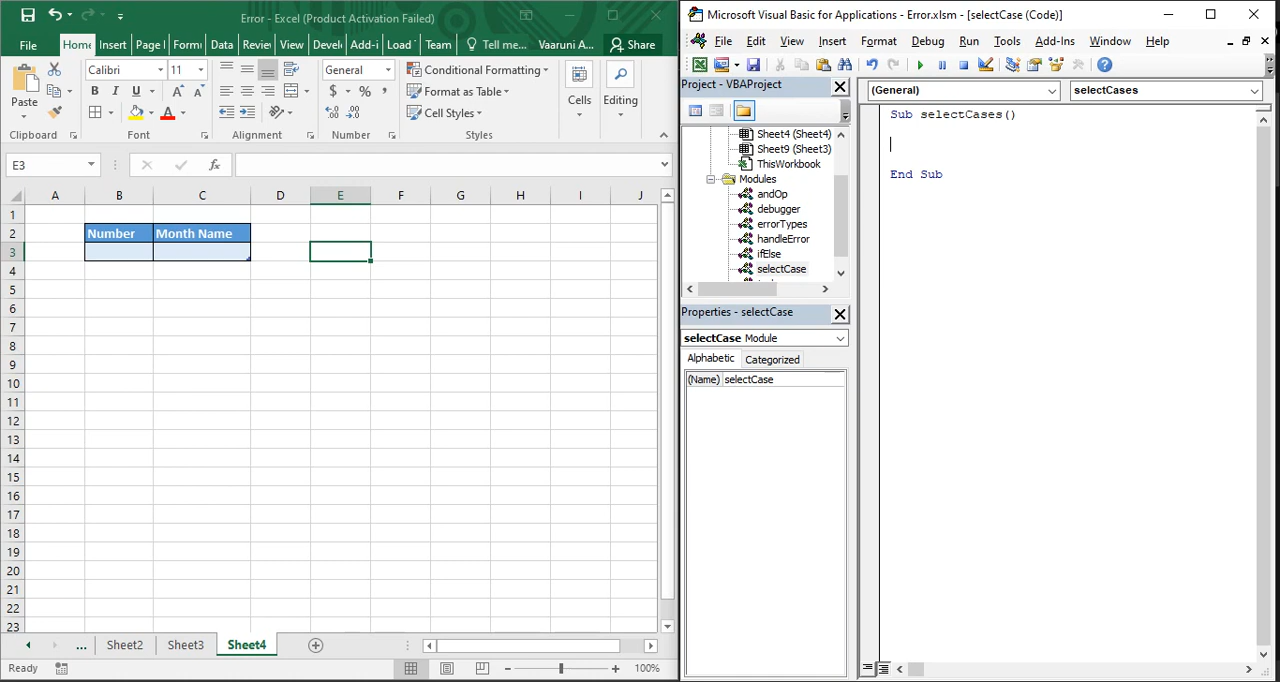 Error - Excel (Product Activation Failed)
File Home Insert Page I Formu Data Revie View Develo Add-i Load T Team Tell me... Vaaruni A... Share
Paste
Calibri 11
B I U
A A
General
$ % ,
Conditional Formatting
Format as Table
Cell Styles
Cells
Editing
Clipboard Font Alignment Number Styles
E3
fx
A B C D E F G H I J
1
2 Number Month Name
3
4
5
6
7
8
9
10
11
12
13
14
15
16
17
18
19
20
21
22
23
... Sheet2 Sheet3 Sheet4
Ready 100%
Microsoft Visual Basic for Applications - Error.xlsm - [selectCase (Code)]
File Edit View Insert Format Debug Run Tools Add-Ins Window Help
Project - VBAProject
Sheet4 (Sheet4)
Sheet9 (Sheet3)
ThisWorkbook
Modules
andOp
debugger
errorTypes
handleError
ifElse
selectCase
Properties - selectCase
selectCase Module
Alphabetic Categorized
(Name) selectCase
(General) selectCases
Sub selectCases()
End Sub